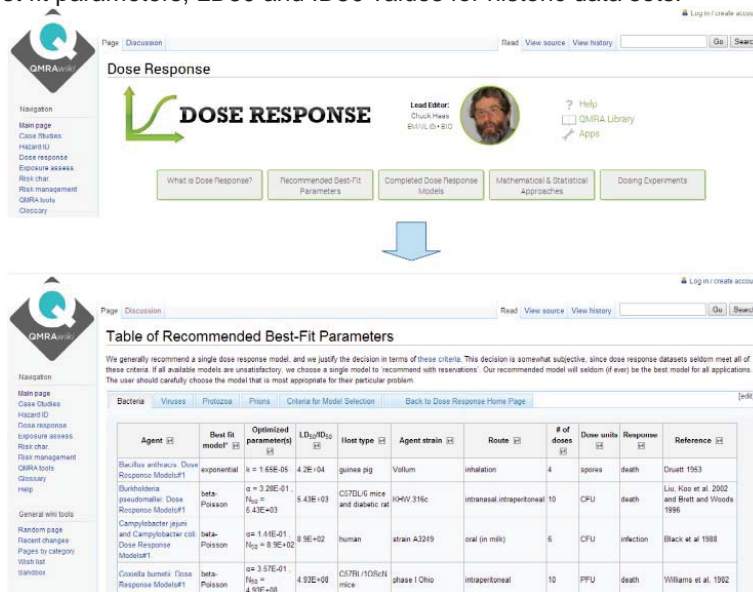 st fit parameters, LD50 and ID50 values for historic data sets.
Log in / create accou
QMRAwiki
Page Discussion
Read View source View history
Go Searc
Dose Response
DOSE RESPONSE
Lead Editor:
Chuck Haas
EMAIL BIO
? Help
QMRA Library
Apps
Navigation
Main page
Case Studies
Hazard ID
Dose response
Exposure assess.
Risk char.
Risk management
QMRA tools
Glossary
What is Dose Response?
Recommended Best-Fit
Parameters
Completed Dose Response
Models
Mathematical & Statistical
Approaches
Dosing Experiments
Log in / create accou
QMRAwiki
Page Discussion
Read View source View history
Go Searc
Table of Recommended Best-Fit Parameters
We generally recommend a single dose response model, and we justify the decision in terms of these criteria. This decision is somewhat subjective, since dose response datasets seldom meet all of
these criteria. If all available models are unsatisfactory, we choose a single model to 'recommend with reservations'. Our recommended model will seldom (if ever) be the best model for all applications.
The user should carefully choose the model that is most appropriate for their particular problem
[edit]
Navigation
Main page
Case Studies
Hazard ID
Dose response
Exposure assess.
Risk char.
Risk management
QMRA tools
Glossary
Help
General wiki tools
Random page
Recent changes
Pages by category
Wish list
Sandbox
Bacteria Viruses Protozoa Prions Criteria for Model Selection Back to Dose Response Home Page
Agent
Best fit
model*
Optimized
parameter(s)
LD50/ID50
Host type
Agent strain
Route
# of
doses
Dose units
Response
Reference
Bacillus anthracis: Dose
Response Models#1
exponential
k = 1.65E-05
4.2E+04
guinea pig
Vollum
inhalation
4
spores
death
Druett 1953
Burkholderia
pseudomallei: Dose
Response Models#1
beta-
Poisson
α = 3.28E-01 ,
N50 =
5.43E+03
5.43E+03
C57BL/6 mice
and diabetic rat
KHW,316c
intranasal,intraperitoneal
10
CFU
death
Liu, Koo et al. 2002
and Brett and Woods
1996
Campylobacter jejuni
and Campylobacter coli:
Dose Response
Models#1
beta-
Poisson
α= 1.44E-01 ,
N50 = 8.9E+02
8.9E+02
human
strain A3249
oral (in milk)
6
CFU
infection
Black et al 1988
Coxiella burnetii: Dose
Response Models#1
beta-
Poisson
α= 3.57E-01 ,
N50 =
4.93E+08
4.93E+08
C57BL/10ScN
mice
phase I Ohio
intraperitoneal
10
PFU
death
Williams et al. 1982